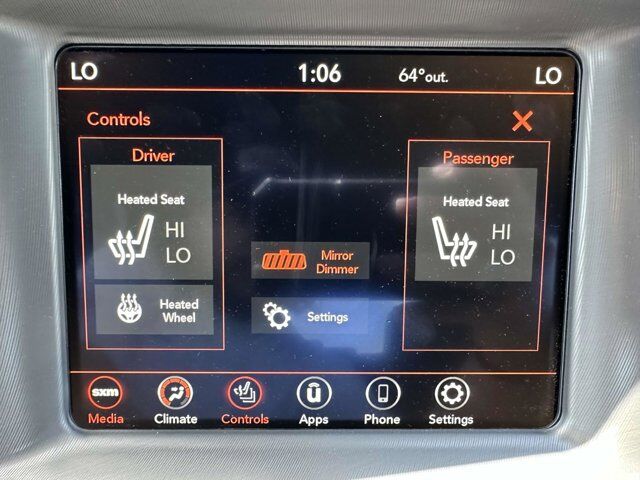 LO 1:06 64°out. LO
Controls
Driver
Passenger
Heated Seat
HI
LO
Heated Seat
HI
LO
Mirror
Dimmer
Heated
Wheel
Settings
sxm
Media
Climate
Controls
Apps
Phone
Settings